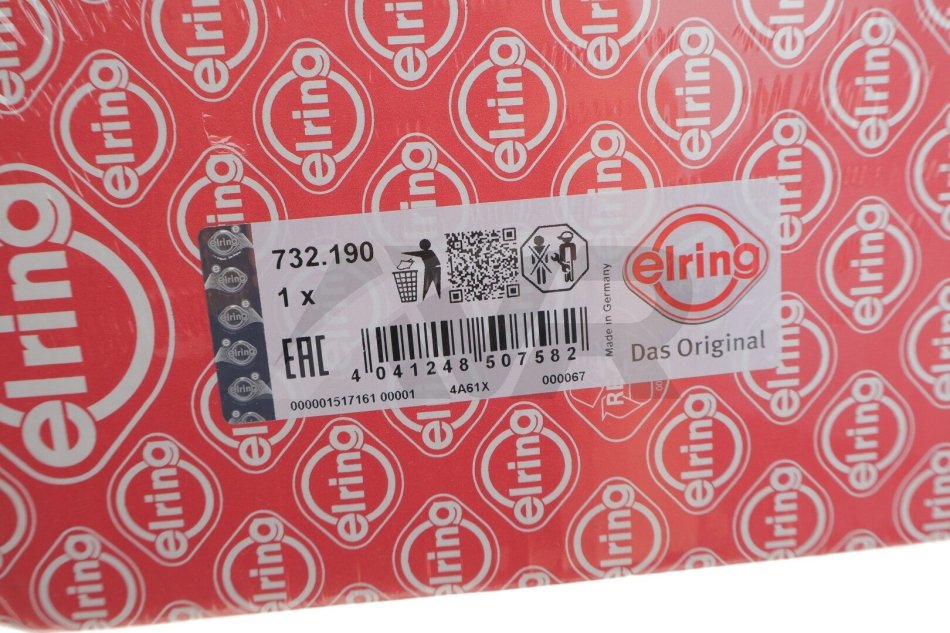 732.190
1 x
EAC
4 041248 507582
000001517161 00001 4A61X 000067
Made in Germany
elring
Das Original